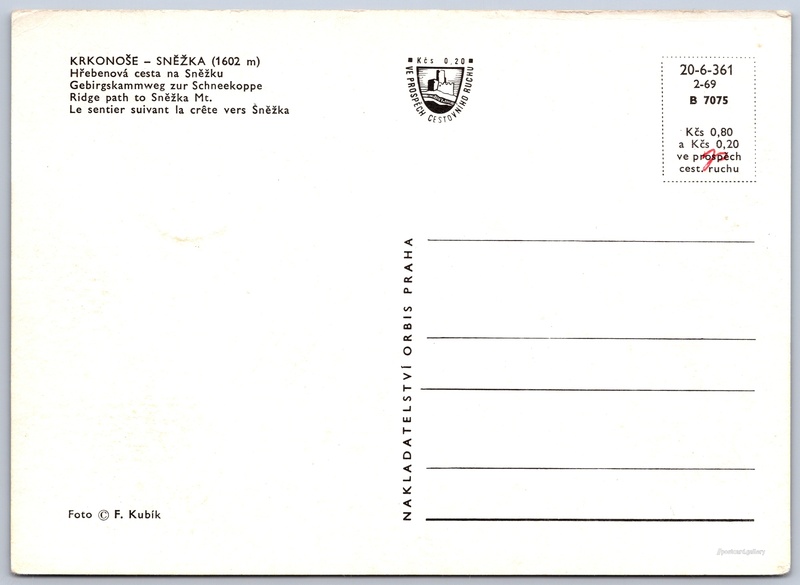 KRKONOŠE – SNĚŽKA (1602 m)
Hřebenová cesta na Sněžku
Gebirgskammweg zur Schneekoppe
Ridge path to Sněžka Mt.
Le sentier suivant la crête vers Sněžka
Kčs 0,20
VE PROSPĚCH CESTOVNÍHO RUCHU
20-6-361
2-69
B 7075
Kčs 0,80
a Kčs 0,20
ve prospěch
cest. ruchu
NAKLADATELSTVÍ ORBIS PRAHA
Foto © F. Kubík